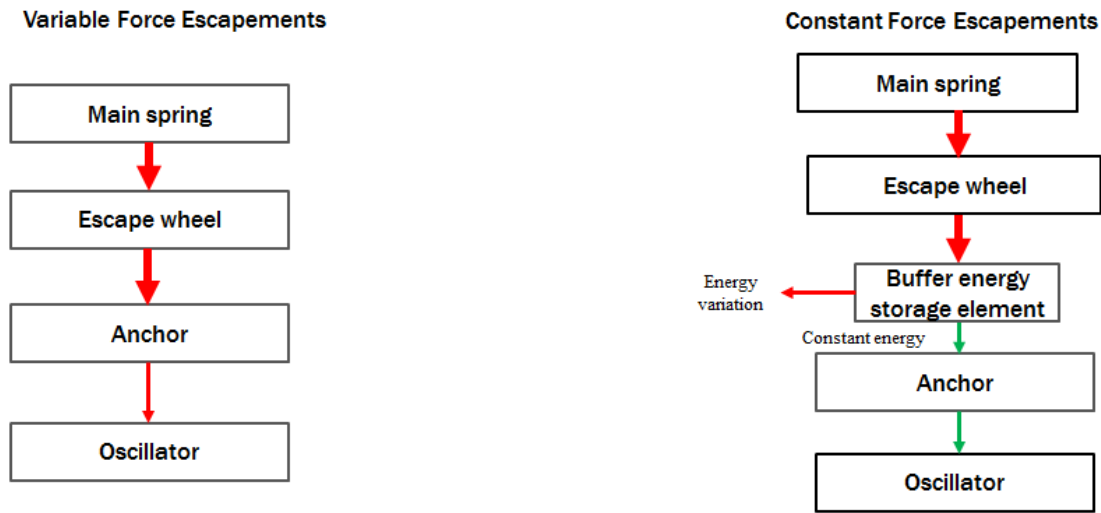 Variable Force Escapements
Main spring
Escape wheel
Anchor
Oscillator
Constant Force Escapements
Main spring
Escape wheel
Buffer energy
storage element
Energy
variation
Constant energy
Anchor
Oscillator